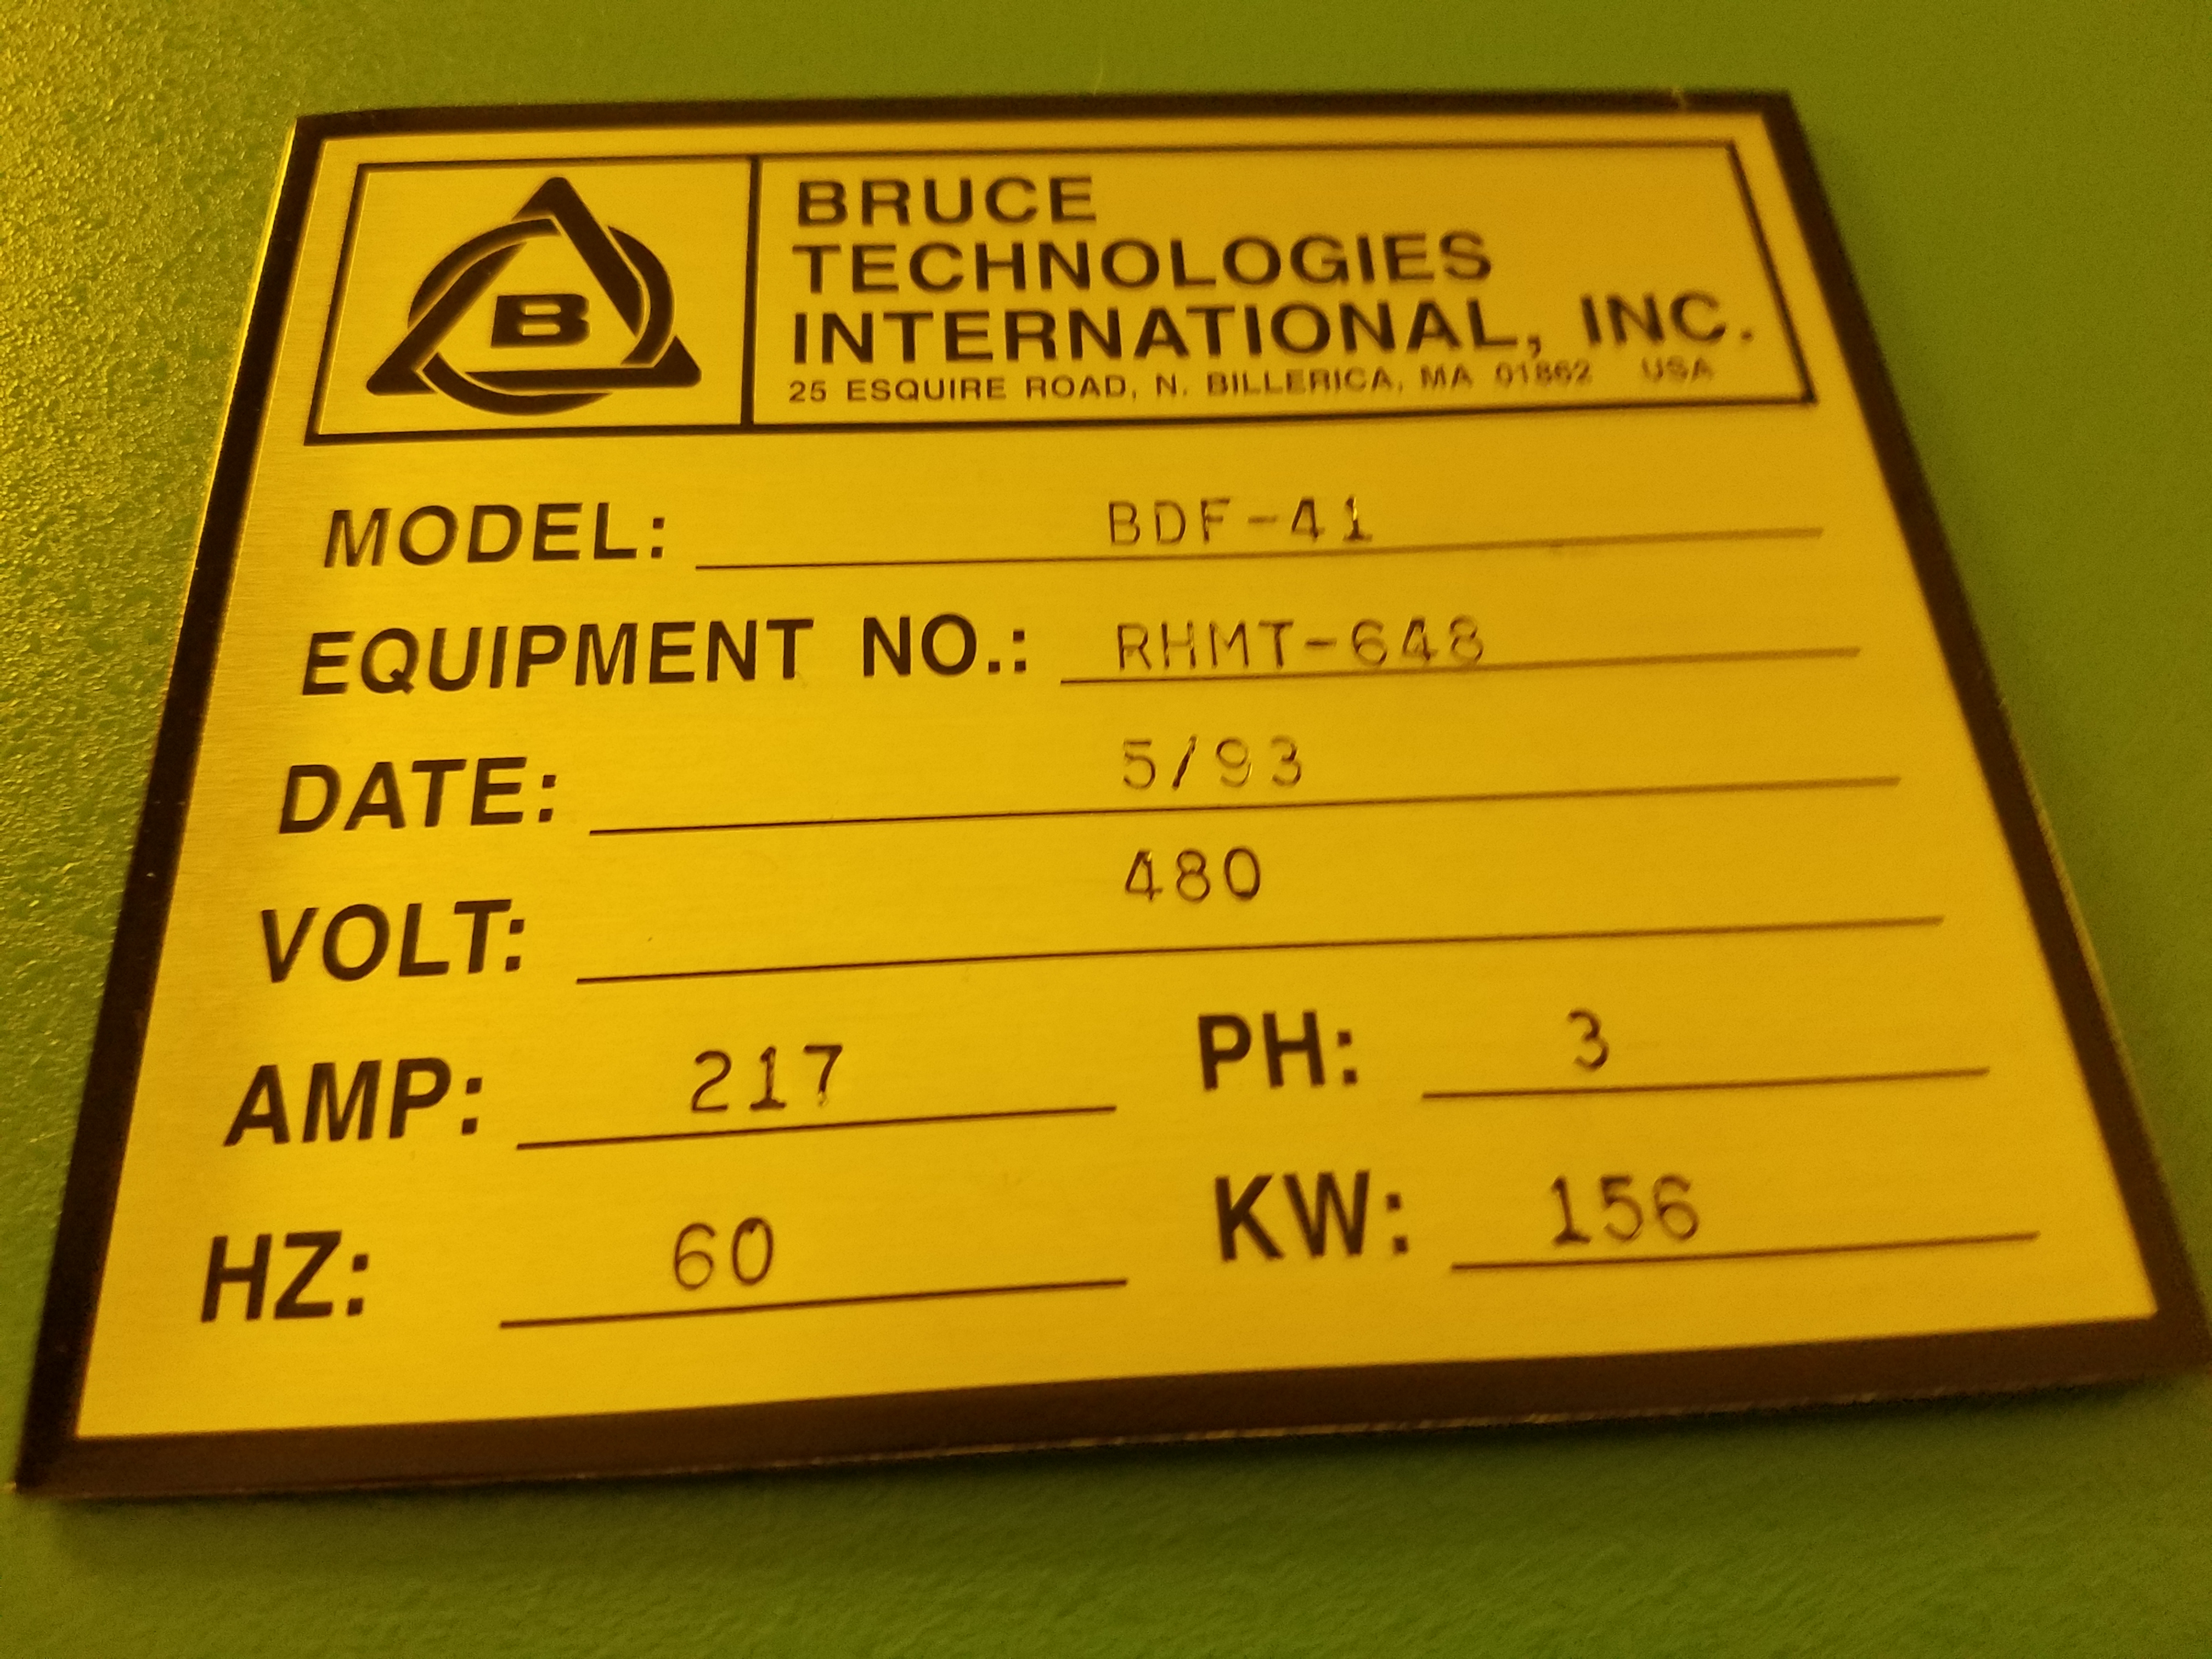 B
BRUCE
TECHNOLOGIES
INTERNATIONAL, INC.
25 ESQUIRE ROAD, N. BILLERICA, MA 01862 USA
MODEL: BDF-41
EQUIPMENT NO.: RHMT-648
DATE: 5/93
VOLT: 480
AMP: 217 PH: 3
HZ: 60 KW: 156